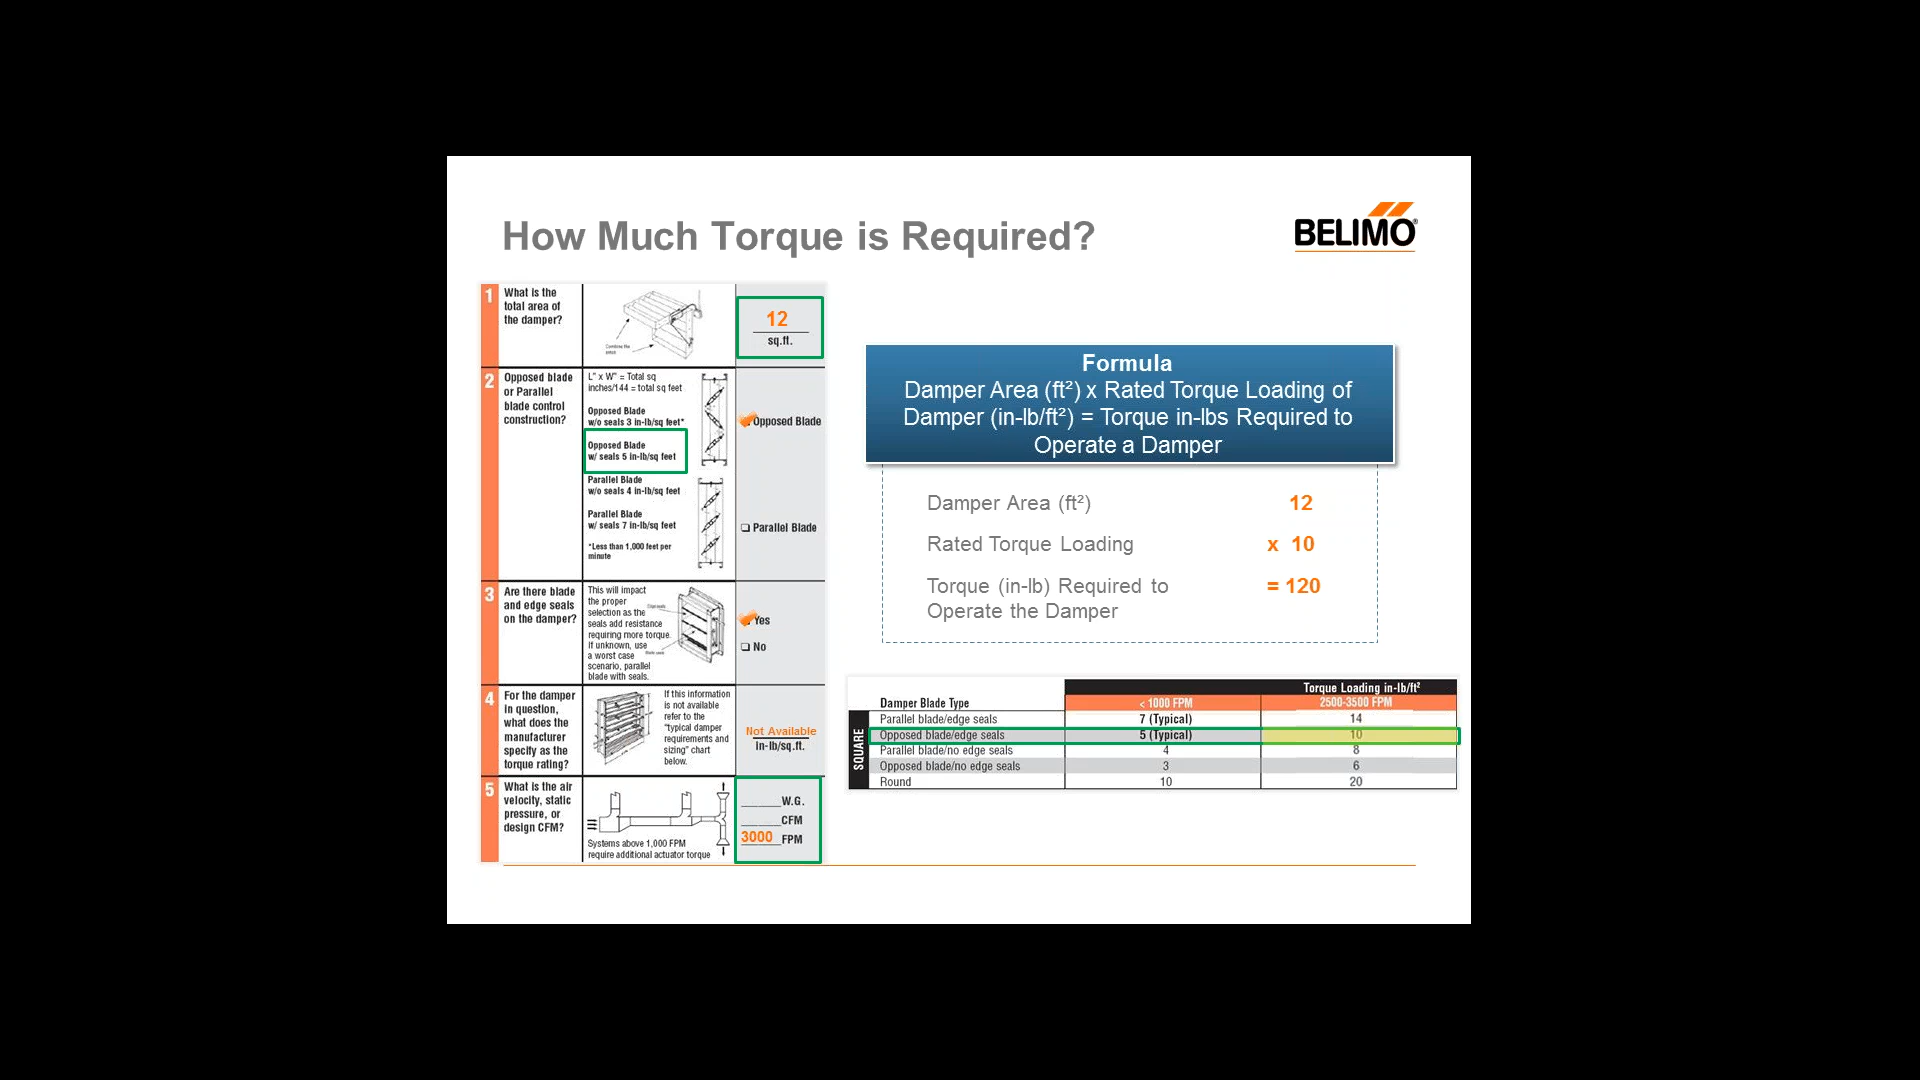 How Much Torque is Required?
BELIMO®
1
What is the
total area of
the damper?
Combine the
areas
12
sq.ft.
2
Opposed blade
or Parallel
blade control
construction?
L" x W" = Total sq
inches/144 = total sq feet
Opposed Blade
w/o seals 3 in-lb/sq feet*
Opposed Blade
w/ seals 5 in-lb/sq feet
Parallel Blade
w/o seals 4 in-lb/sq feet
Parallel Blade
w/ seals 7 in-lb/sq feet
*Less than 1,000 feet per
minute
Opposed Blade
❏ Parallel Blade
3
Are there blade
and edge seals
on the damper?
This will impact
the proper
selection as the
seals add resistance
requiring more torque.
If unknown, use
a worst case
scenario, parallel
blade with seals.
Edge seals
Blade seals
Yes
❏ No
4
For the damper
in question,
what does the
manufacturer
specify as the
torque rating?
If this information
is not available
refer to the
"typical damper
requirements and
sizing" chart
below.
Not Available
in-lb/sq.ft.
5
What is the air
velocity, static
pressure, or
design CFM?
Systems above 1,000 FPM
require additional actuator torque
______W.G.
______CFM
3000 FPM
Formula
Damper Area (ft²) x Rated Torque Loading of
Damper (in-lb/ft²) = Torque in-lbs Required to
Operate a Damper
Damper Area (ft²) 12
Rated Torque Loading x 10
Torque (in-lb) Required to = 120
Operate the Damper
Torque Loading in-lb/ft²
Damper Blade Type < 1000 FPM 2500-3500 FPM
SQUARE
Parallel blade/edge seals 7 (Typical) 14
Opposed blade/edge seals 5 (Typical) 10
Parallel blade/no edge seals 4 8
Opposed blade/no edge seals 3 6
Round 10 20